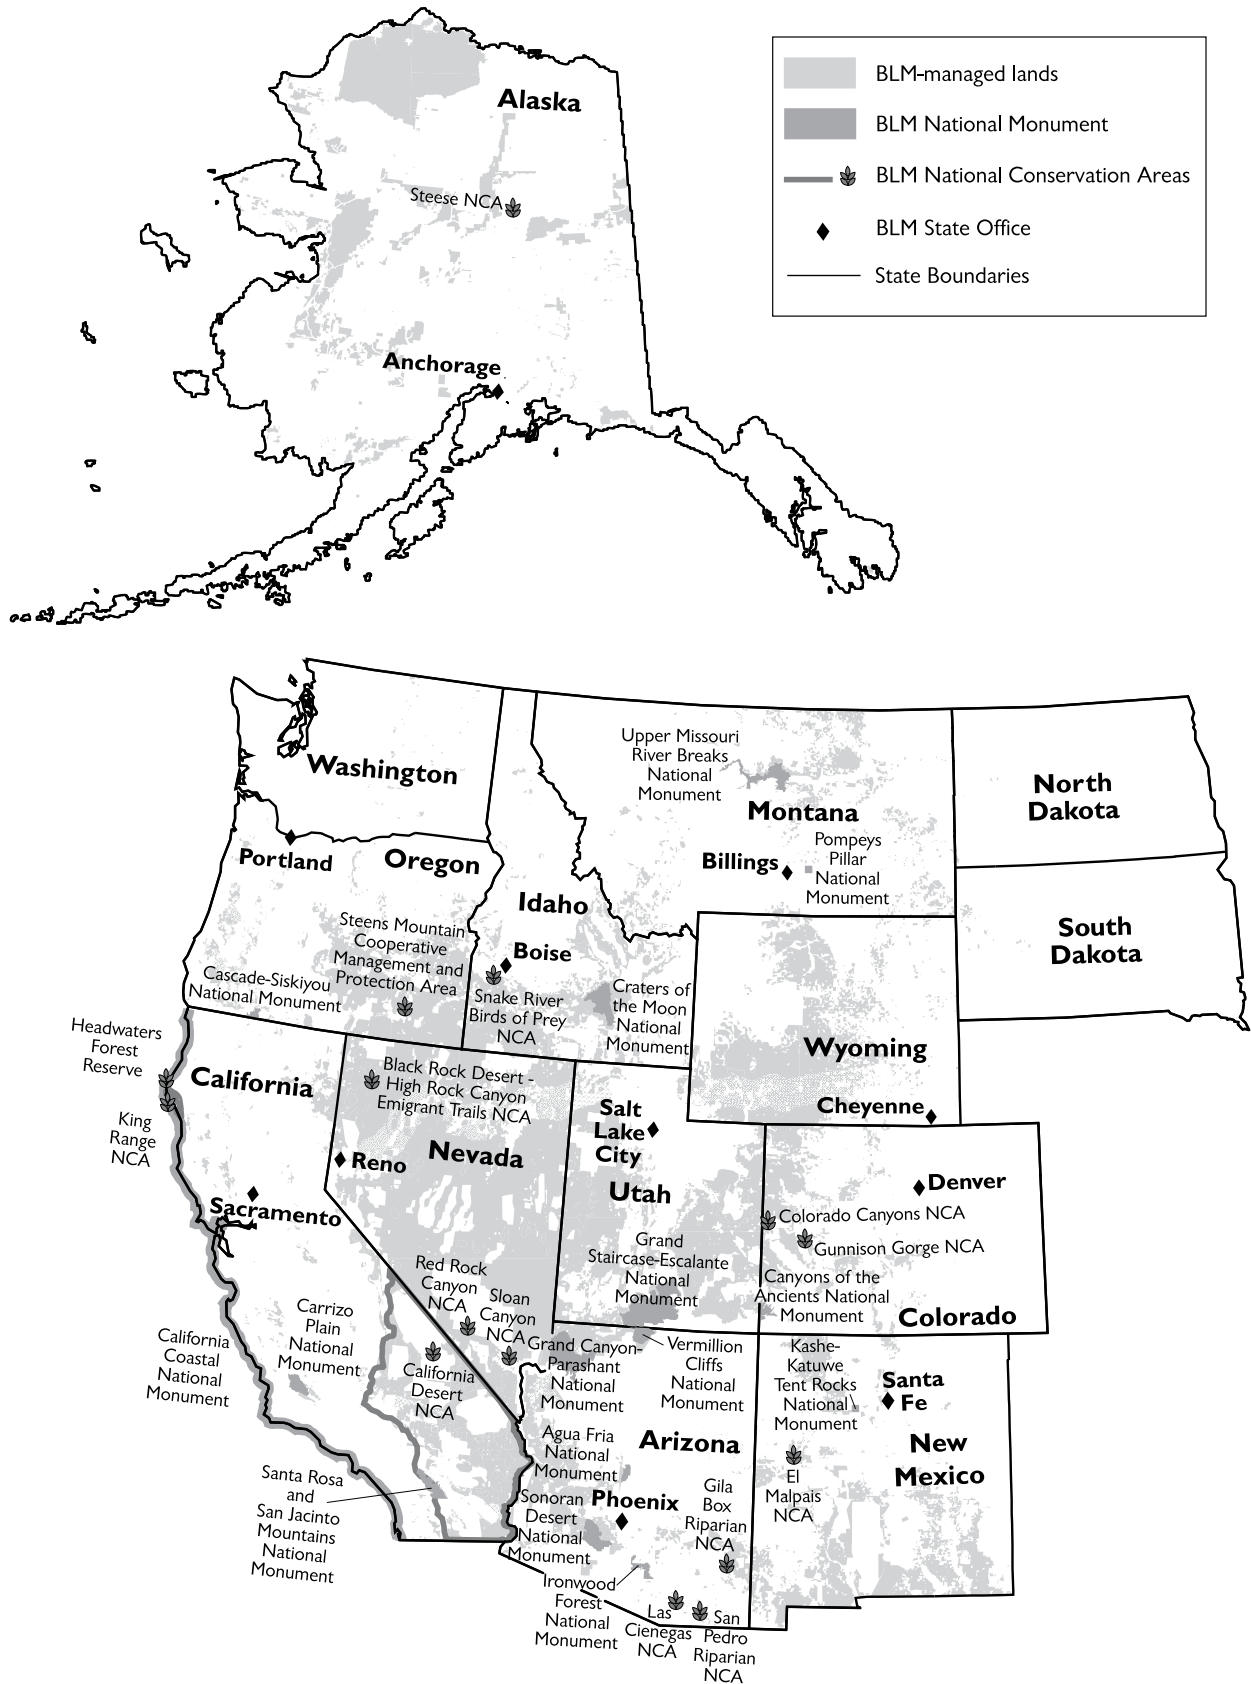 Alaska
Steese NCA
Anchorage
BLM-managed lands
BLM National Monument
BLM National Conservation Areas
BLM State Office
State Boundaries
Washington
Upper Missouri
River Breaks
National
Monument
Montana
Pompeys
Pillar
National
Monument
Billings
North
Dakota
South
Dakota
Portland
Oregon
Steens Mountain
Cooperative
Management and
Protection Area
Cascade-Siskiyou
National Monument
Idaho
Boise
Snake River
Birds of Prey
NCA
Craters of
the Moon
National
Monument
Wyoming
Cheyenne
Headwaters
Forest
Reserve
King
Range
NCA
California
Sacramento
Black Rock Desert -
High Rock Canyon
Emigrant Trails NCA
Reno
Nevada
Salt
Lake
City
Utah
Grand
Staircase-Escalante
National
Monument
Denver
Colorado Canyons NCA
Gunnison Gorge NCA
Canyons of the
Ancients National
Monument
Colorado
Red Rock
Canyon
NCA
Sloan
Canyon
NCA
California
Desert
NCA
Carrizo
Plain
National
Monument
California
Coastal
National
Monument
Santa Rosa
and
San Jacinto
Mountains
National
Monument
Grand Canyon-
Parashant
National
Monument
Vermillion
Cliffs
National
Monument
Agua Fria
National
Monument
Arizona
Sonoran
Desert
National
Monument
Phoenix
Gila
Box
Riparian
NCA
Ironwood
Forest
National
Monument
Las
Cienegas
NCA
San
Pedro
Riparian
NCA
Kashe-
Katuwe
Tent Rocks
National
Monument
Santa
Fe
New
Mexico
El
Malpais
NCA